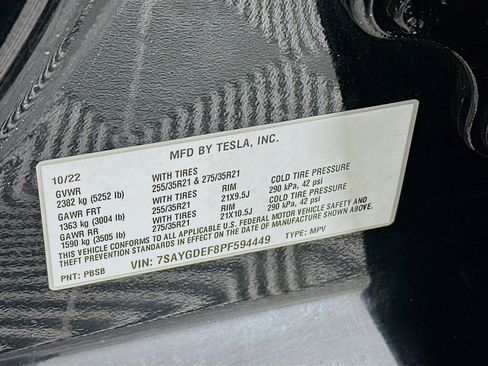 MFD BY TESLA, INC.
10/22
GVWR WITH TIRES
2382 kg (5252 lb) 255/35R21 & 275/35R21 COLD TIRE PRESSURE
GAWR FRT WITH TIRES RIM 290 kPa, 42 psi
1363 kg (3004 lb) 255/35R21 21X9.5J COLD TIRE PRESSURE
GAWR RR WITH TIRES RIM 290 kPa, 42 psi
1590 kg (3505 lb) 275/35R21 21X10.5J
THIS VEHICLE CONFORMS TO ALL APPLICABLE U.S. FEDERAL MOTOR VEHICLE SAFETY AND
THEFT PREVENTION STANDARDS IN EFFECT ON THE DATE OF MANUFACTURE SHOWN ABOVE.
PNT: PBSB VIN: 7SAYGDEF8PF594449 TYPE: MPV